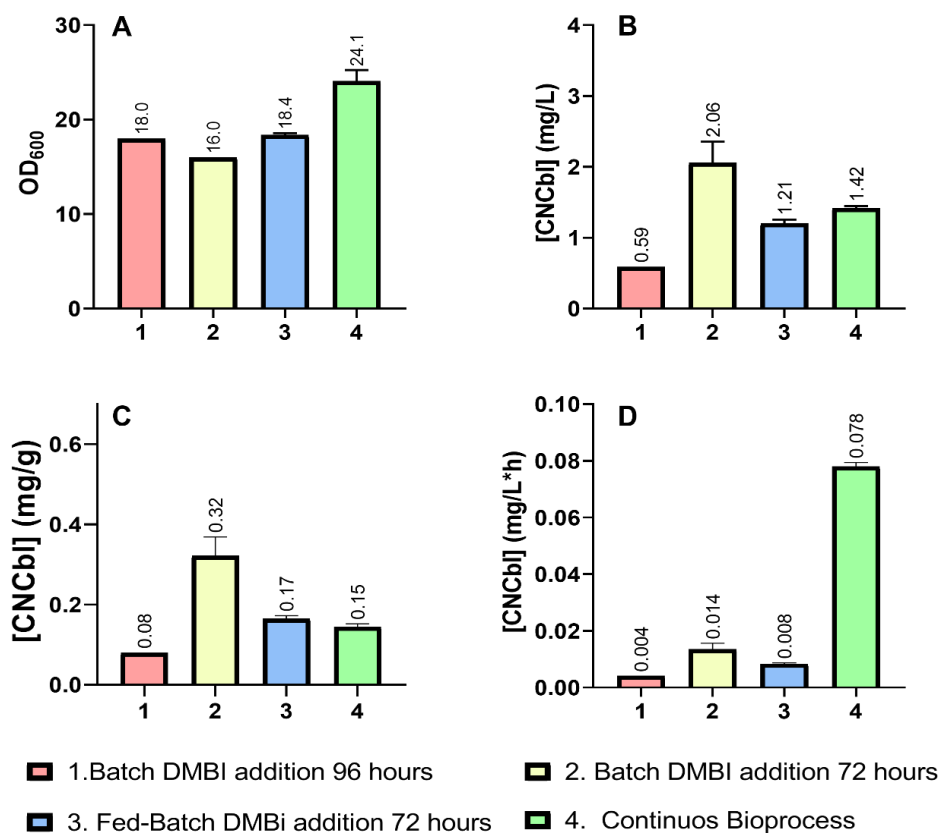 A
OD600
30
20
10
0
18.0
16.0
18.4
24.1
1 2 3 4
B
[CNCbl] (mg/L)
4
3
2
1
0
0.59
2.06
1.21
1.42
1 2 3 4
C
[CNCbl] (mg/g)
0.6
0.4
0.2
0.0
0.08
0.32
0.17
0.15
1 2 3 4
D
[CNCbl] (mg/L*h)
0.10
0.08
0.06
0.04
0.02
0.00
0.004
0.014
0.008
0.078
1 2 3 4
1.Batch DMBI addition 96 hours
2. Batch DMBI addition 72 hours
3. Fed-Batch DMBi addition 72 hours
4. Continuos Bioprocess